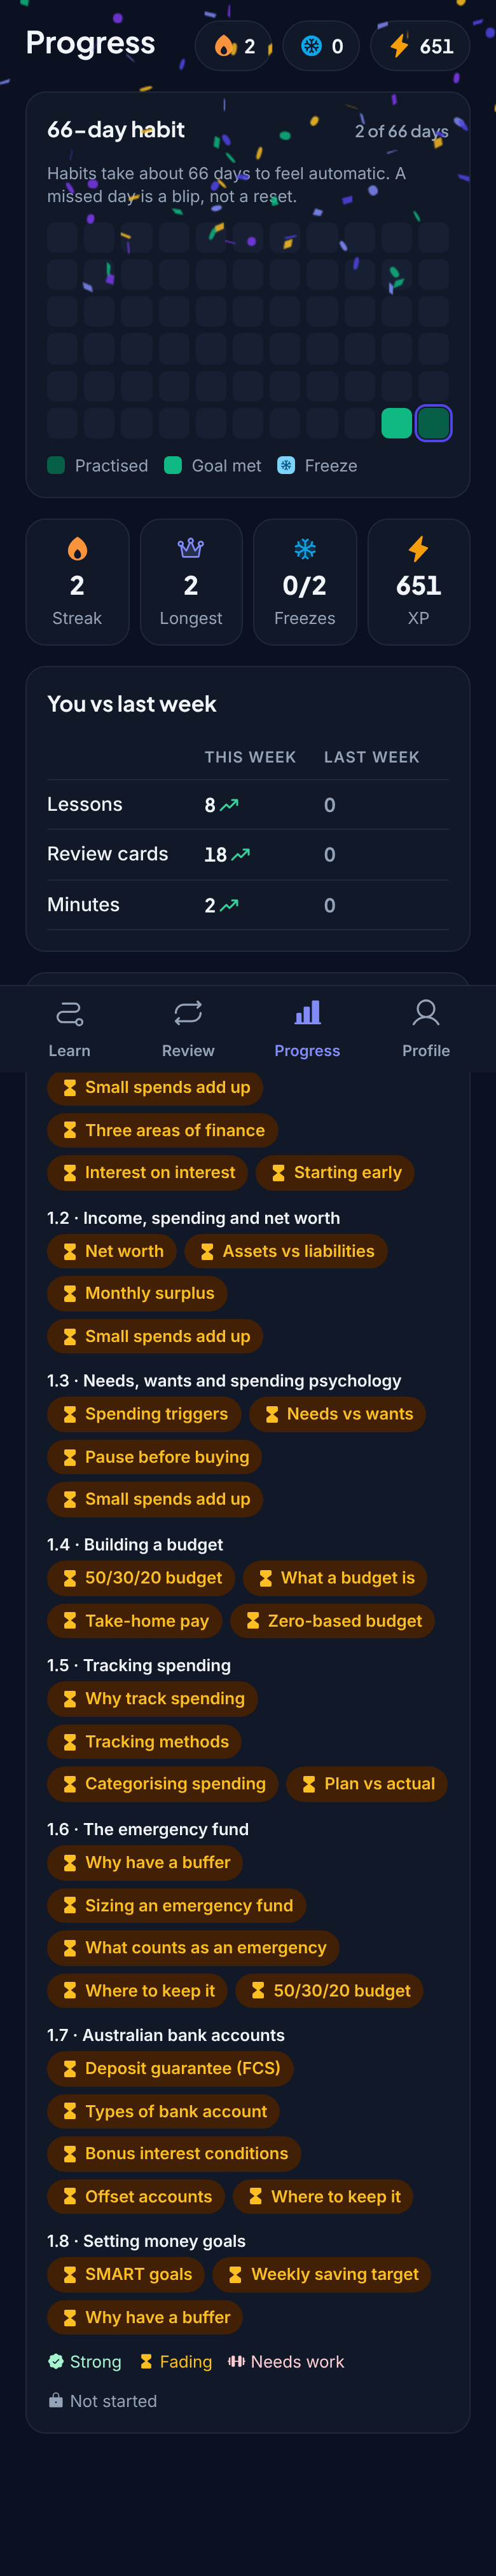 Progress 2 0 651
66-day habit 2 of 66 days
Habits take about 66 days to feel automatic. A
missed day is a blip, not a reset.
Practised Goal met Freeze
2 2 0/2 651
Streak Longest Freezes XP
You vs last week
THIS WEEK LAST WEEK
Lessons 8 0
Review cards 18 0
Minutes 2 0
Learn Review Progress Profile
Small spends add up
Three areas of finance
Interest on interest Starting early
1.2 · Income, spending and net worth
Net worth Assets vs liabilities
Monthly surplus
Small spends add up
1.3 · Needs, wants and spending psychology
Spending triggers Needs vs wants
Pause before buying
Small spends add up
1.4 · Building a budget
50/30/20 budget What a budget is
Take-home pay Zero-based budget
1.5 · Tracking spending
Why track spending
Tracking methods
Categorising spending Plan vs actual
1.6 · The emergency fund
Why have a buffer
Sizing an emergency fund
What counts as an emergency
Where to keep it 50/30/20 budget
1.7 · Australian bank accounts
Deposit guarantee (FCS)
Types of bank account
Bonus interest conditions
Offset accounts Where to keep it
1.8 · Setting money goals
SMART goals Weekly saving target
Why have a buffer
Strong Fading Needs work
Not started